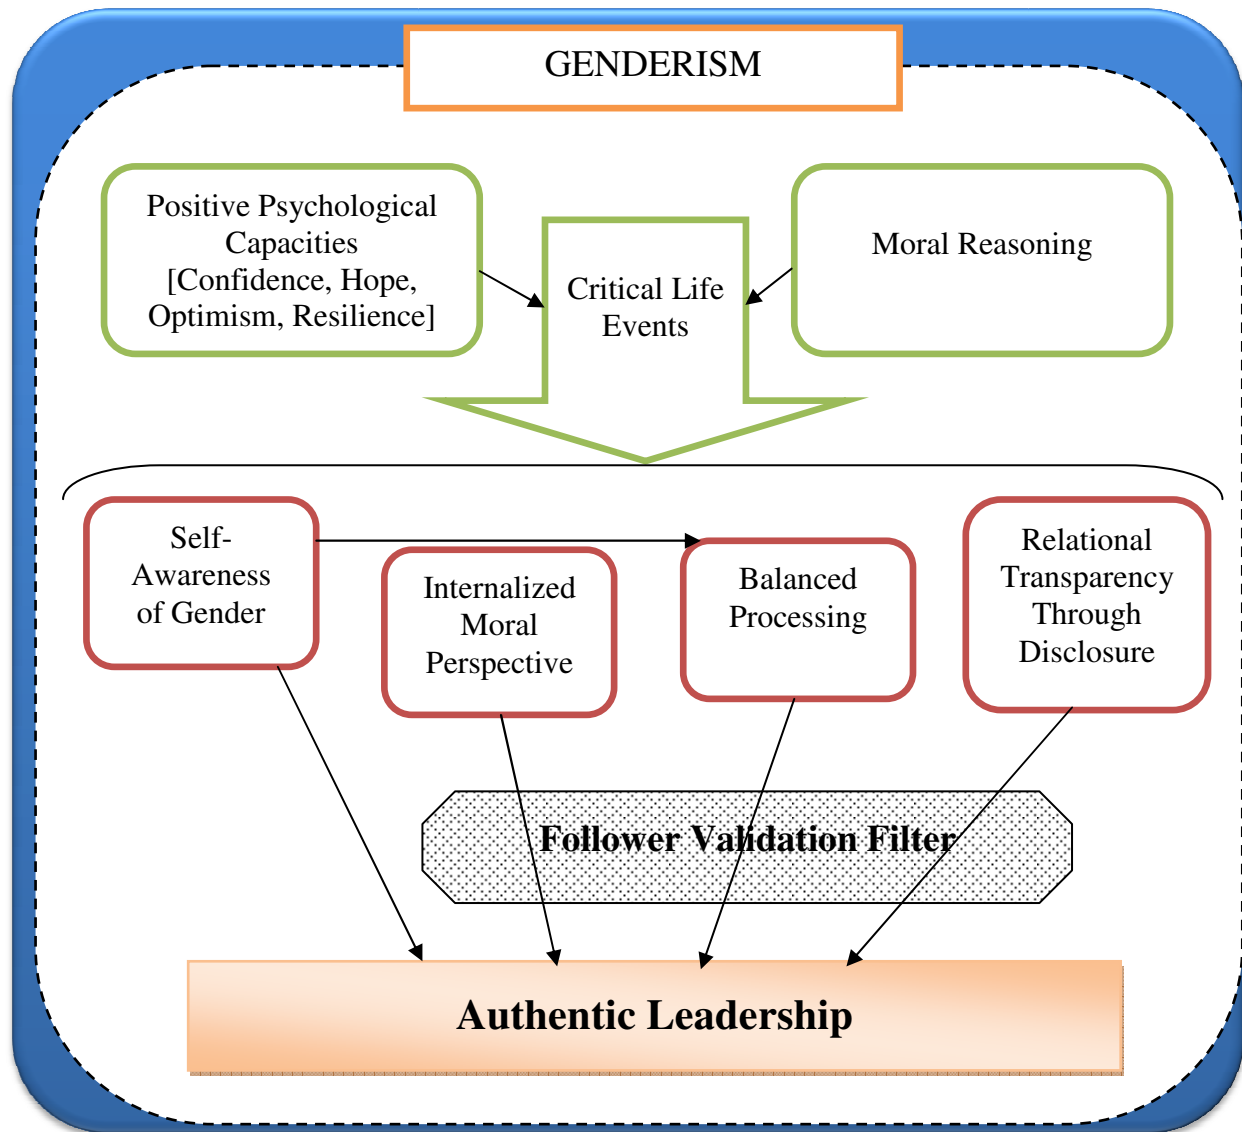 GENDERISM
Positive Psychological
Capacities
[Confidence, Hope,
Optimism, Resilience]
Critical Life
Events
Moral Reasoning
Self-
Awareness
of Gender
Internalized
Moral
Perspective
Balanced
Processing
Relational
Transparency
Through
Disclosure
Follower Validation Filter
Authentic Leadership